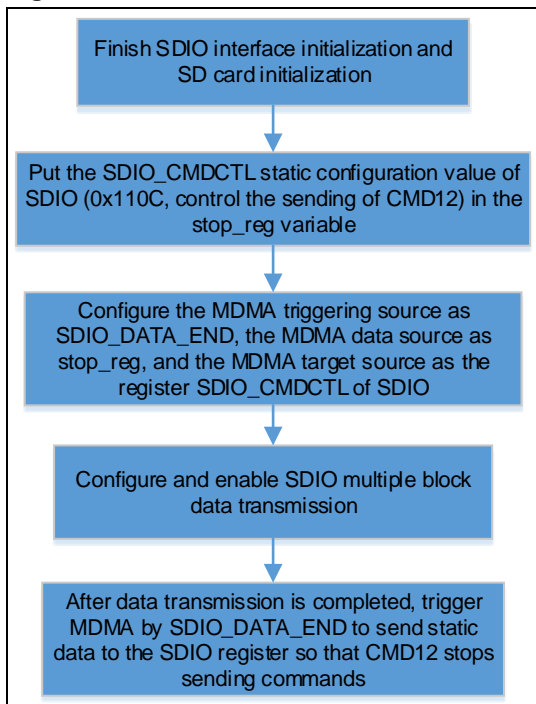 Finish SDIO interface initialization and
SD card initialization
Put the SDIO_CMDCTL static configuration value of
SDIO (0x110C, control the sending of CMD12) in the
stop_reg variable
Configure the MDMA triggering source as
SDIO_DATA_END, the MDMA data source as
stop_reg, and the MDMA target source as the
register SDIO_CMDCTL of SDIO
Configure and enable SDIO multiple block
data transmission
After data transmission is completed, trigger
MDMA by SDIO_DATA_END to send static
data to the SDIO register so that CMD12 stops
sending commands